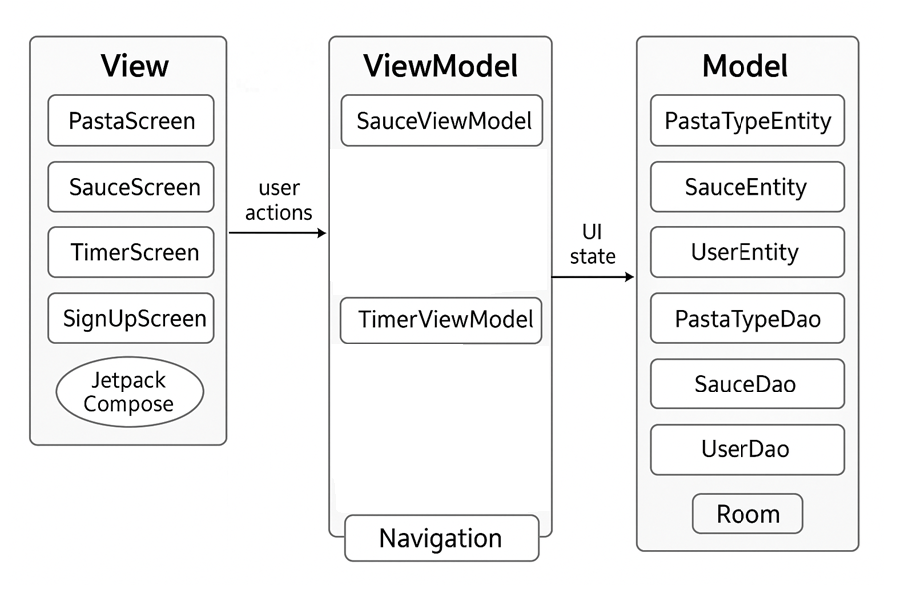 View
PastaScreen
SauceScreen
TimerScreen
SignUpScreen
Jetpack
Compose
user
actions
ViewModel
SauceViewModel
TimerViewModel
Navigation
UI
state
Model
PastaTypeEntity
SauceEntity
UserEntity
PastaTypeDao
SauceDao
UserDao
Room